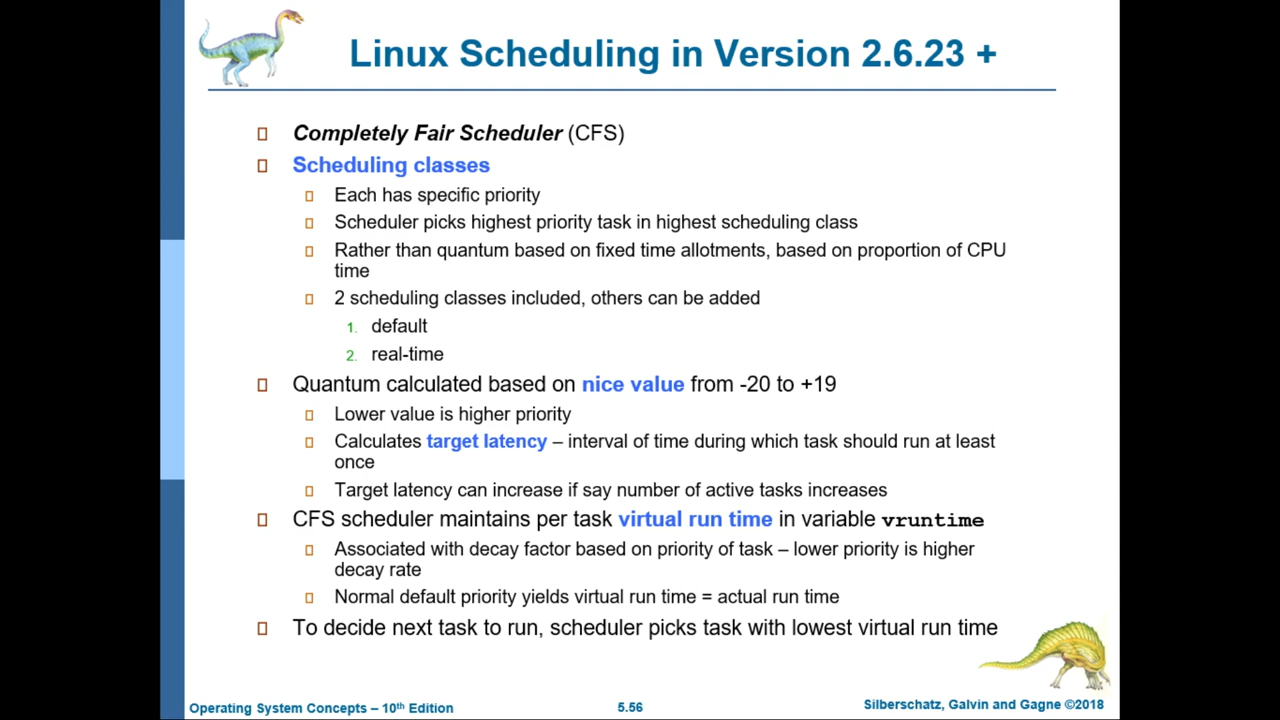 Linux Scheduling in Version 2.6.23 +
Completely Fair Scheduler (CFS)
Scheduling classes
Each has specific priority
Scheduler picks highest priority task in highest scheduling class
Rather than quantum based on fixed time allotments, based on proportion of CPU
time
2 scheduling classes included, others can be added
1. default
2. real-time
Quantum calculated based on nice value from -20 to +19
Lower value is higher priority
Calculates target latency – interval of time during which task should run at least
once
Target latency can increase if say number of active tasks increases
CFS scheduler maintains per task virtual run time in variable vruntime
Associated with decay factor based on priority of task – lower priority is higher
decay rate
Normal default priority yields virtual run time = actual run time
To decide next task to run, scheduler picks task with lowest virtual run time
Operating System Concepts – 10th Edition
5.56
Silberschatz, Galvin and Gagne ©2018